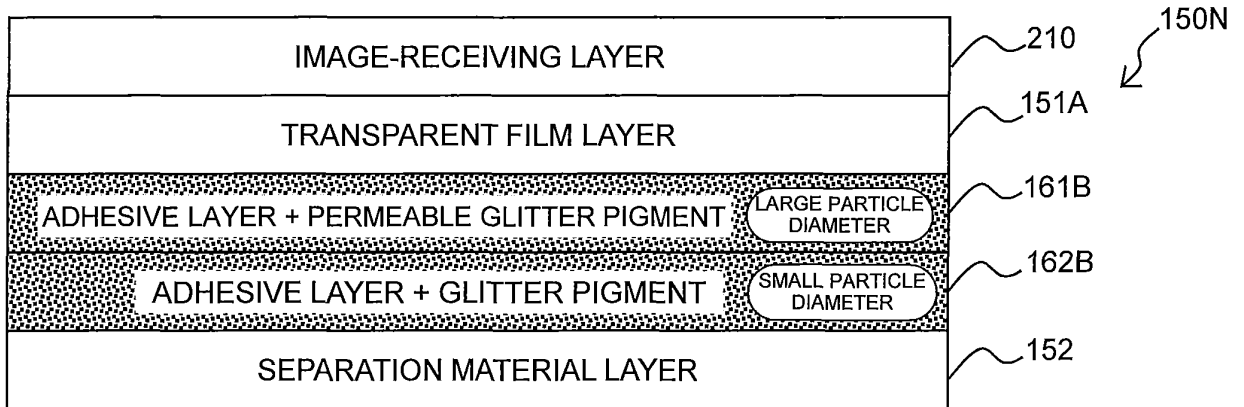 150N
IMAGE-RECEIVING LAYER 210
TRANSPARENT FILM LAYER 151A
ADHESIVE LAYER + PERMEABLE GLITTER PIGMENT
LARGE PARTICLE
DIAMETER
161B
ADHESIVE LAYER + GLITTER PIGMENT
SMALL PARTICLE
DIAMETER
162B
SEPARATION MATERIAL LAYER 152